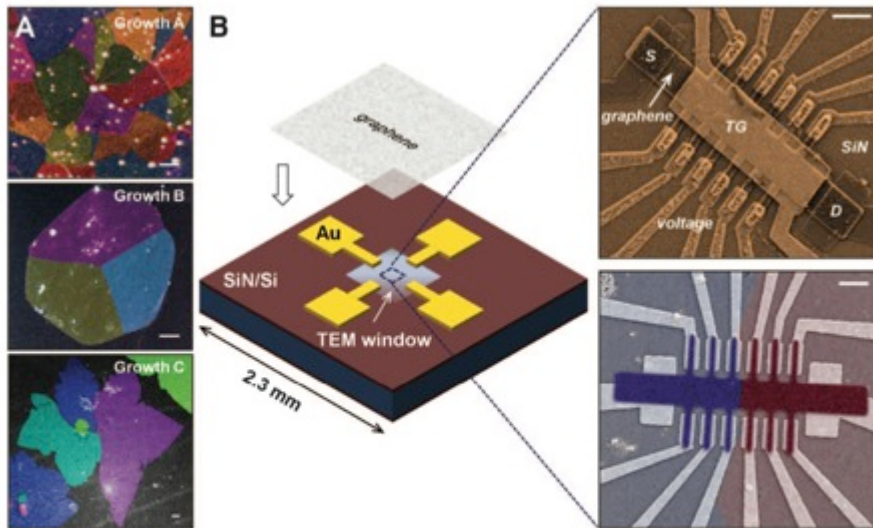 A
Growth A
Growth B
Growth C
B
graphene
Au
SiN/Si
TEM window
2.3 mm
S
graphene
TG
SiN
voltage
D